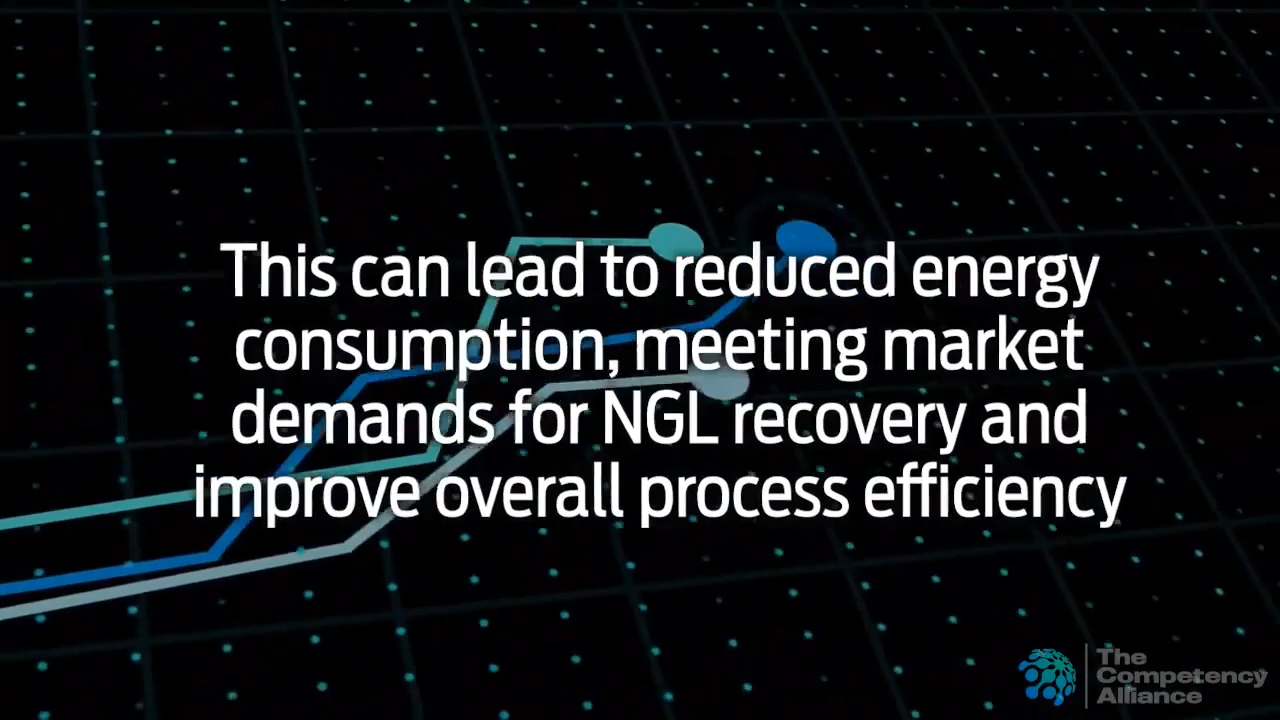 This can lead to reduced energy
consumption, meeting market
demands for NGL recovery and
improve overall process efficiency
The
Competency
Alliance